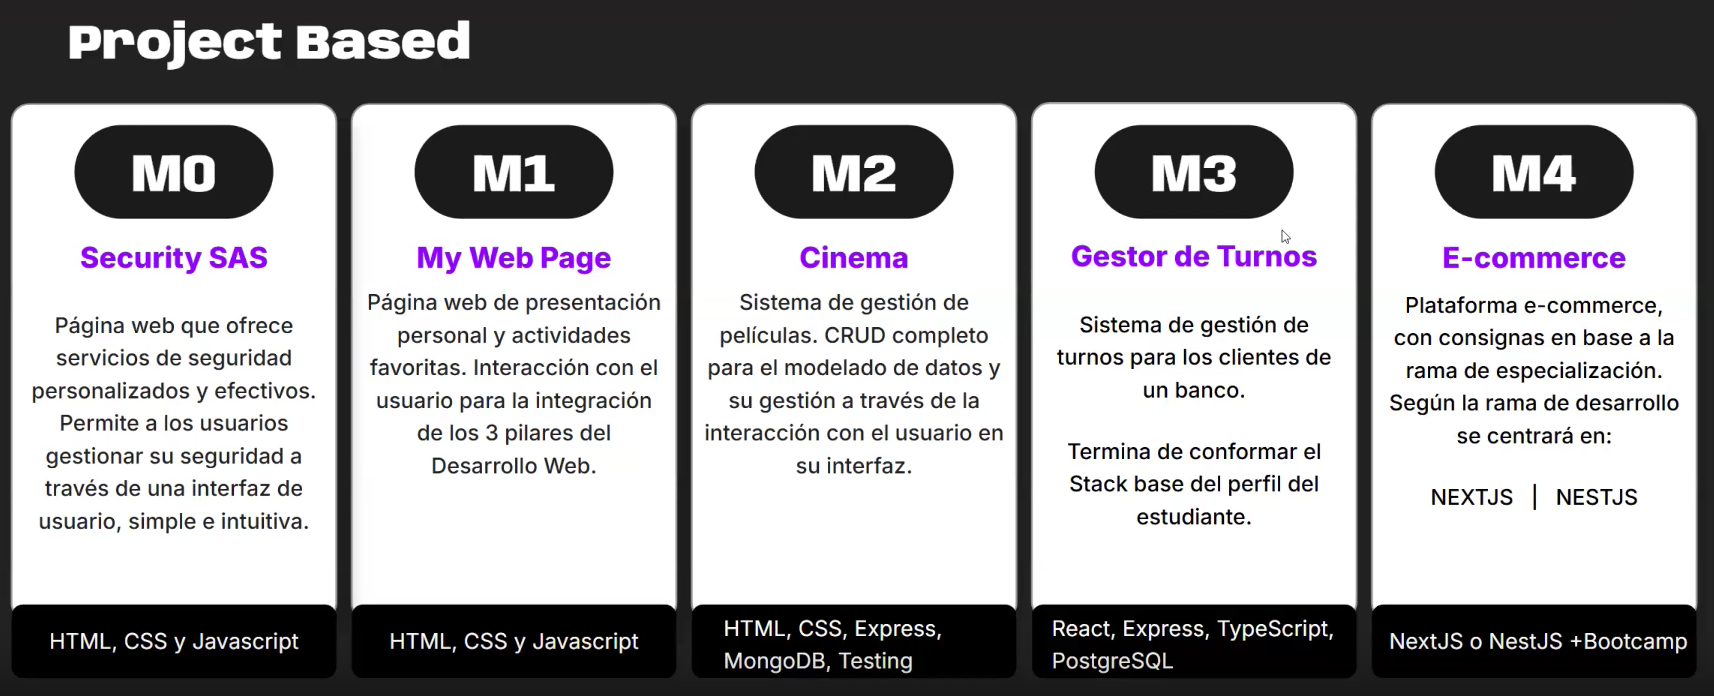 Project Based
M0
Security SAS
Página web que ofrece
servicios de seguridad
personalizados y efectivos.
Permite a los usuarios
gestionar su seguridad a
través de una interfaz de
usuario, simple e intuitiva.
HTML, CSS y Javascript
M1
My Web Page
Página web de presentación
personal y actividades
favoritas. Interacción con el
usuario para la integración
de los 3 pilares del
Desarrollo Web.
HTML, CSS y Javascript
M2
Cinema
Sistema de gestión de
películas. CRUD completo
para el modelado de datos y
su gestión a través de la
interacción con el usuario en
su interfaz.
HTML, CSS, Express,
MongoDB, Testing
M3
Gestor de Turnos
Sistema de gestión de
turnos para los clientes de
un banco.
Termina de conformar el
Stack base del perfil del
estudiante.
React, Express, TypeScript,
PostgreSQL
M4
E-commerce
Plataforma e-commerce,
con consignas en base a la
rama de especialización.
Según la rama de desarrollo
se centrará en:
NEXTJS | NESTJS
NextJS o NestJS +Bootcamp